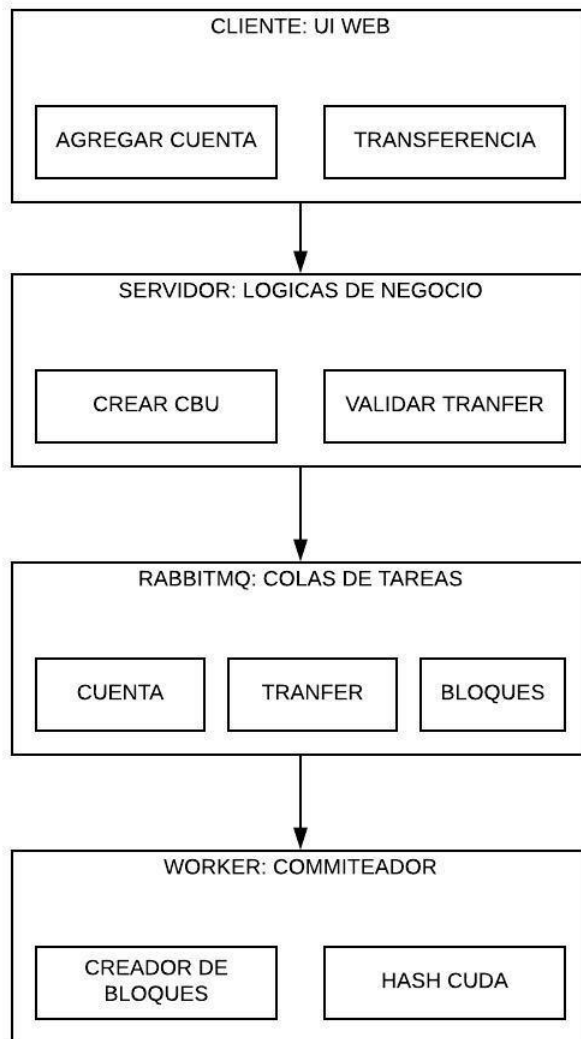 CLIENTE: UI WEB
AGREGAR CUENTA
TRANSFERENCIA
SERVIDOR: LOGICAS DE NEGOCIO
CREAR CBU
VALIDAR TRANFER
RABBITMQ: COLAS DE TAREAS
CUENTA
TRANFER
BLOQUES
WORKER: COMMITEADOR
CREADOR DE
BLOQUES
HASH CUDA